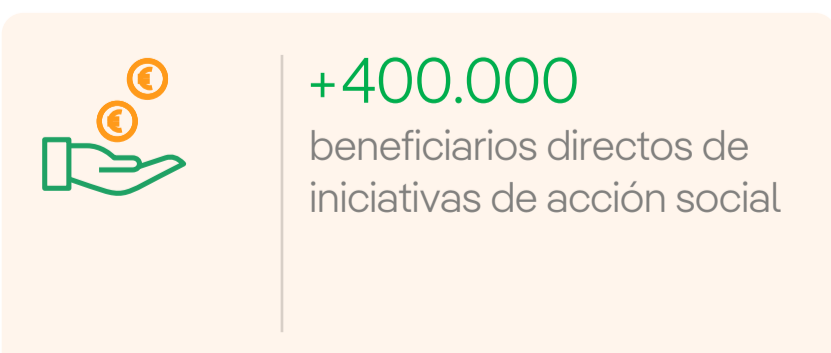 +400.000
beneficiarios directos de
iniciativas de acción social